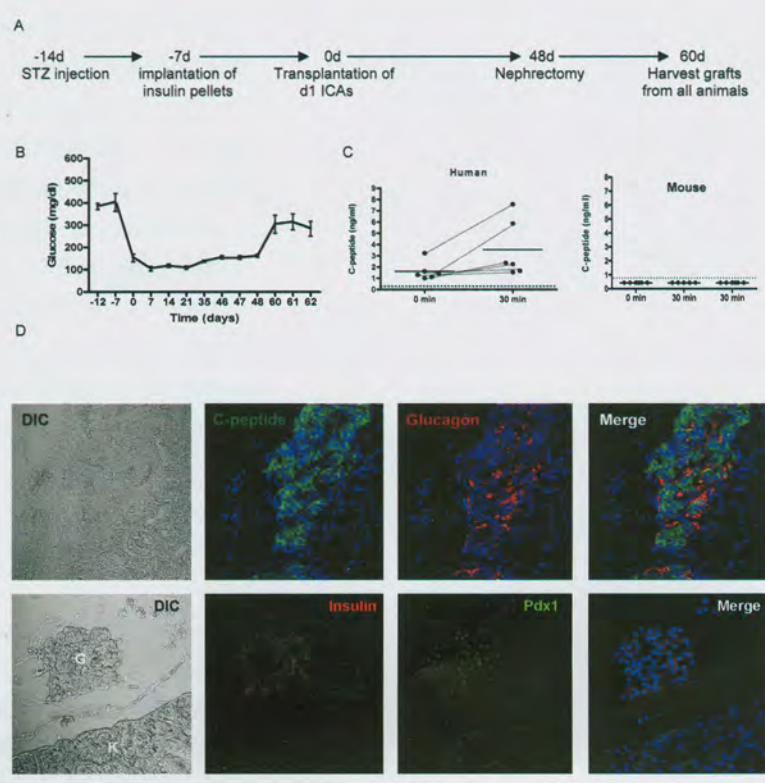 A
-14d -7d 0d 48d 60d
STZ injection implantation of Transplantation of Nephrectomy Harvest grafts
insulin pellets d1 ICAs from all animals
B
Glucose (mg/dl)
600
500
400
300
200
100
0
-12 -7 0 7 14 21 35 46 47 48 60 61 62
Time (days)
C
Human
C-peptide (ng/ml)
9
8
7
6
5
4
3
2
1
0
0 min 30 min
Mouse
C-peptide (ng/ml)
8
7
6
5
4
3
2
1
0
0 min 30 min 30 min
D
DIC C-peptide Glucagon Merge
DIC Insulin Pdx1 Merge
G
K